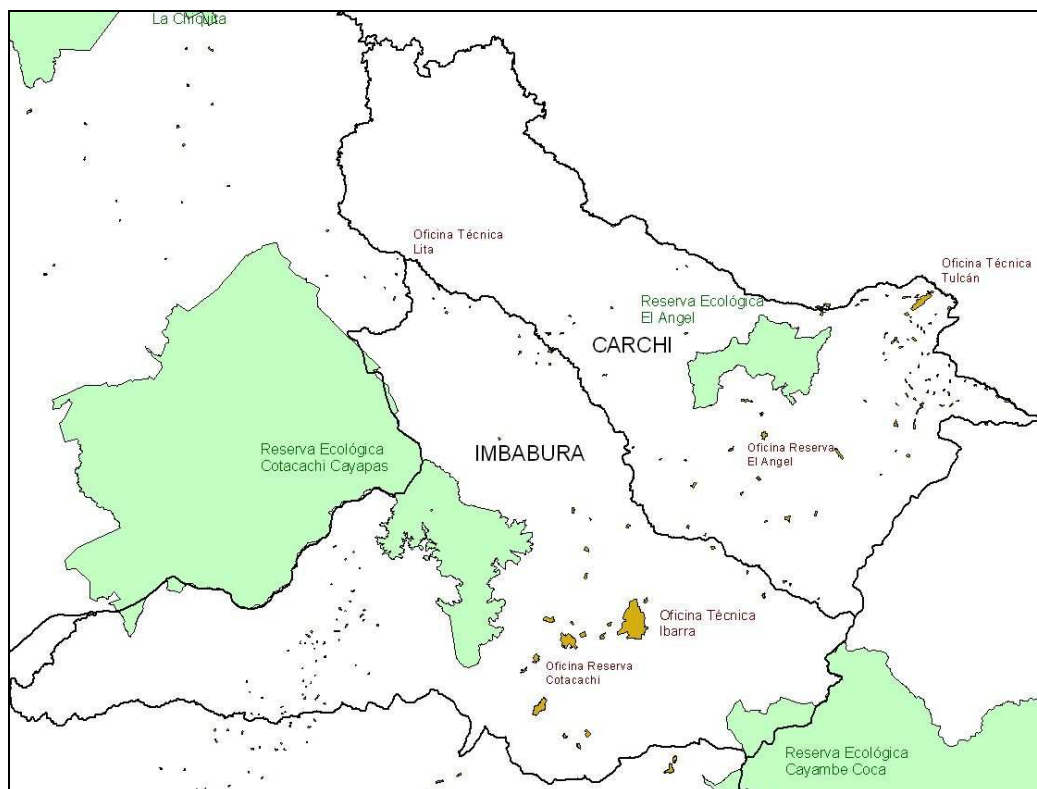 La Chiquita
Oficina Técnica
Lita
Oficina Técnica
Tulcán
Reserva Ecológica
El Angel
CARCHI
Reserva Ecológica
Cotacachi Cayapas
IMBABURA
Oficina Reserva
El Angel
Oficina Técnica
Ibarra
Oficina Reserva
Cotacachi
Reserva Ecológica
Cayambe Coca